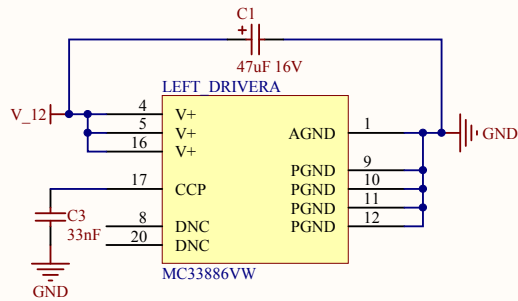 C1
+
47uF 16V
LEFT_DRIVERA
V_12
4 V+
5 V+
16 V+
AGND 1
GND
PGND 9
17 CCP
PGND 10
PGND 11
C3
33nF
8 DNC
PGND 12
20 DNC
GND
MC33886VW